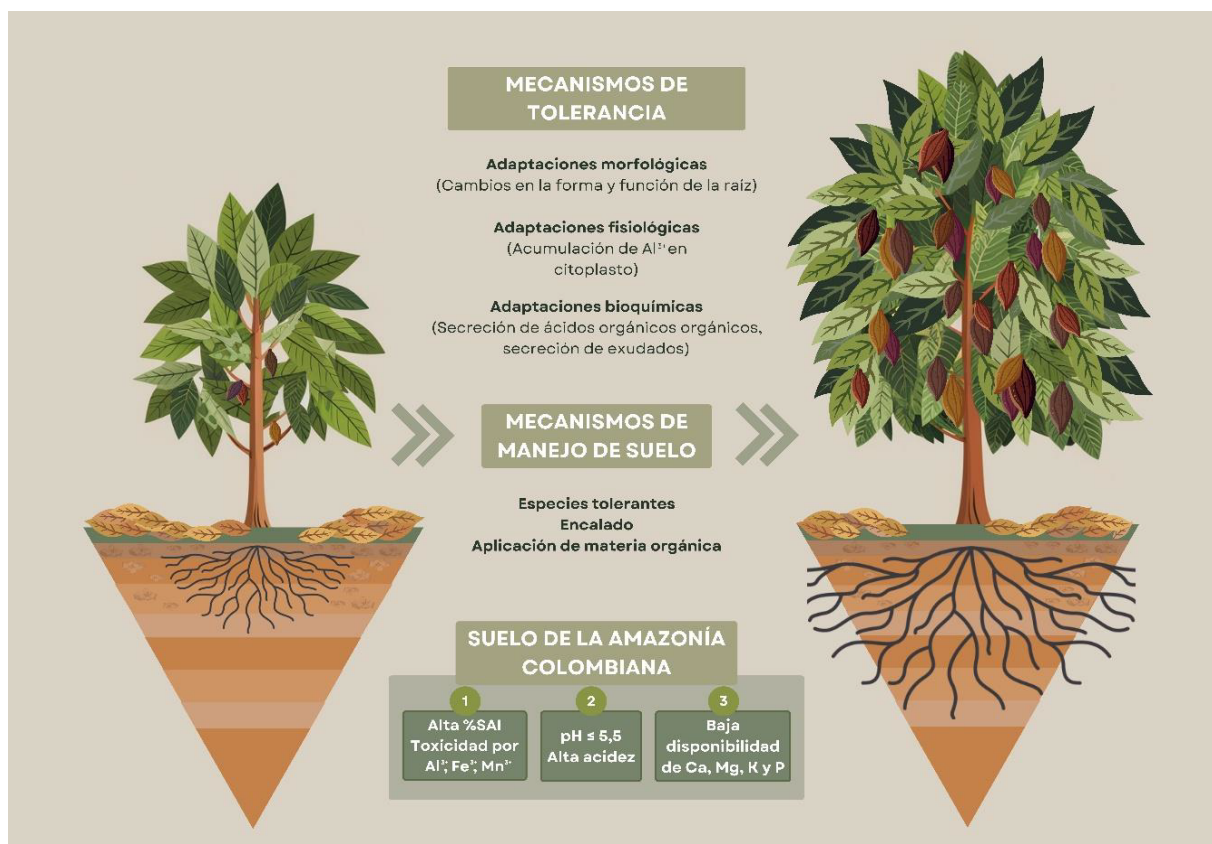 MECANISMOS DE
TOLERANCIA
Adaptaciones morfológicas
(Cambios en la forma y función de la raíz)
Adaptaciones fisiológicas
(Acumulación de Al³⁺ en
citoplasto)
Adaptaciones bioquímicas
(Secreción de ácidos orgánicos orgánicos,
secreción de exudados)
MECANISMOS DE
MANEJO DE SUELO
Especies tolerantes
Encalado
Aplicación de materia orgánica
SUELO DE LA AMAZONÍA
COLOMBIANA
1
Alta %SAI
Toxicidad por
Al³⁺, Fe³⁺, Mn³⁺
2
pH ≤ 5,5
Alta acidez
3
Baja
disponibilidad
de Ca, Mg, K y P